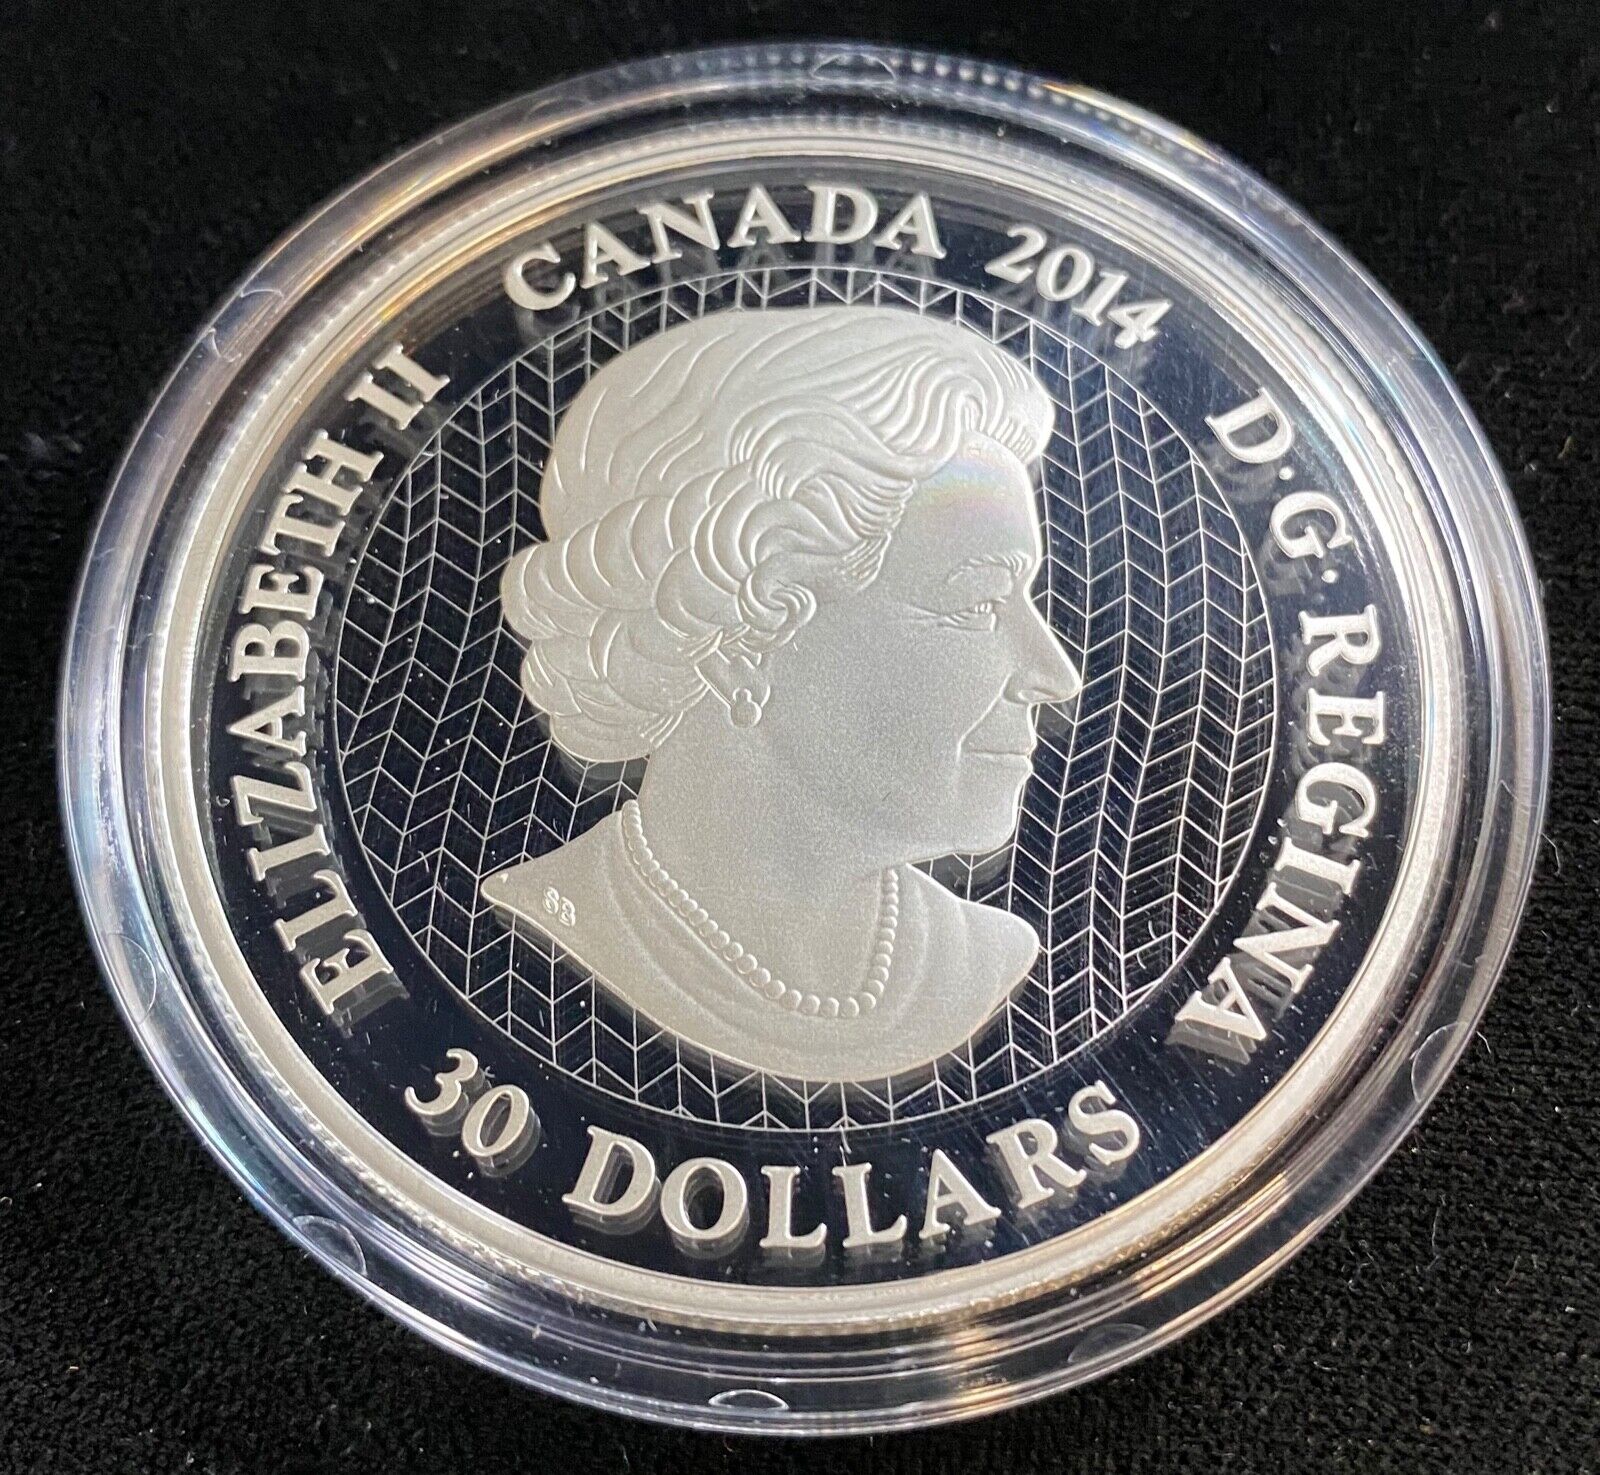 ELIZABETH II
CANADA 2014
D·G·REGINA
30 DOLLARS
SB